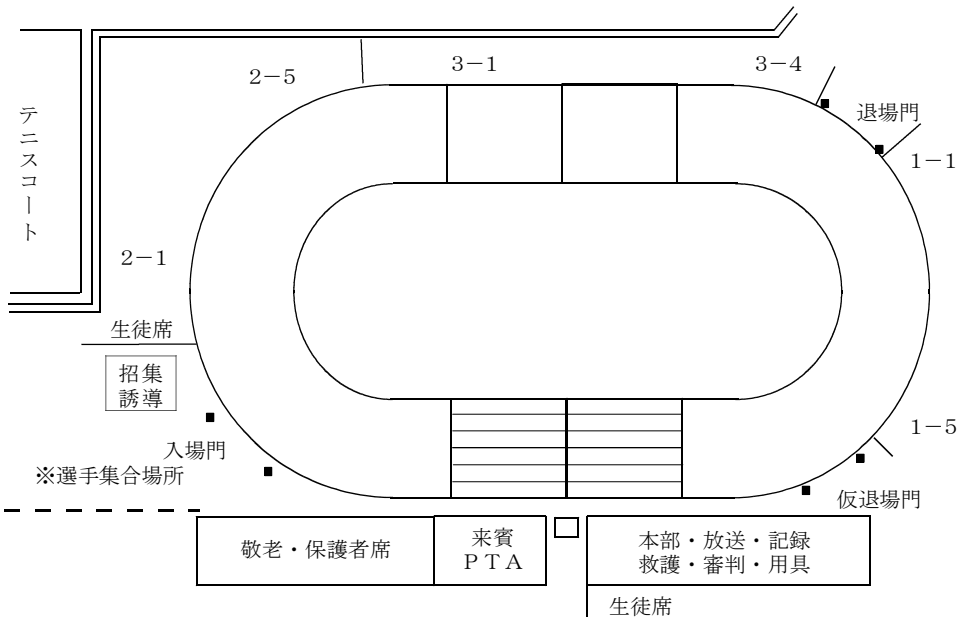 2-5
3-1
3-4
退場門
1-1
テニスコート
2-1
生徒席
招集
誘導
入場門
※選手集合場所
1-5
仮退場門
敬老・保護者席
来賓
PTA
本部・放送・記録
救護・審判・用具
生徒席